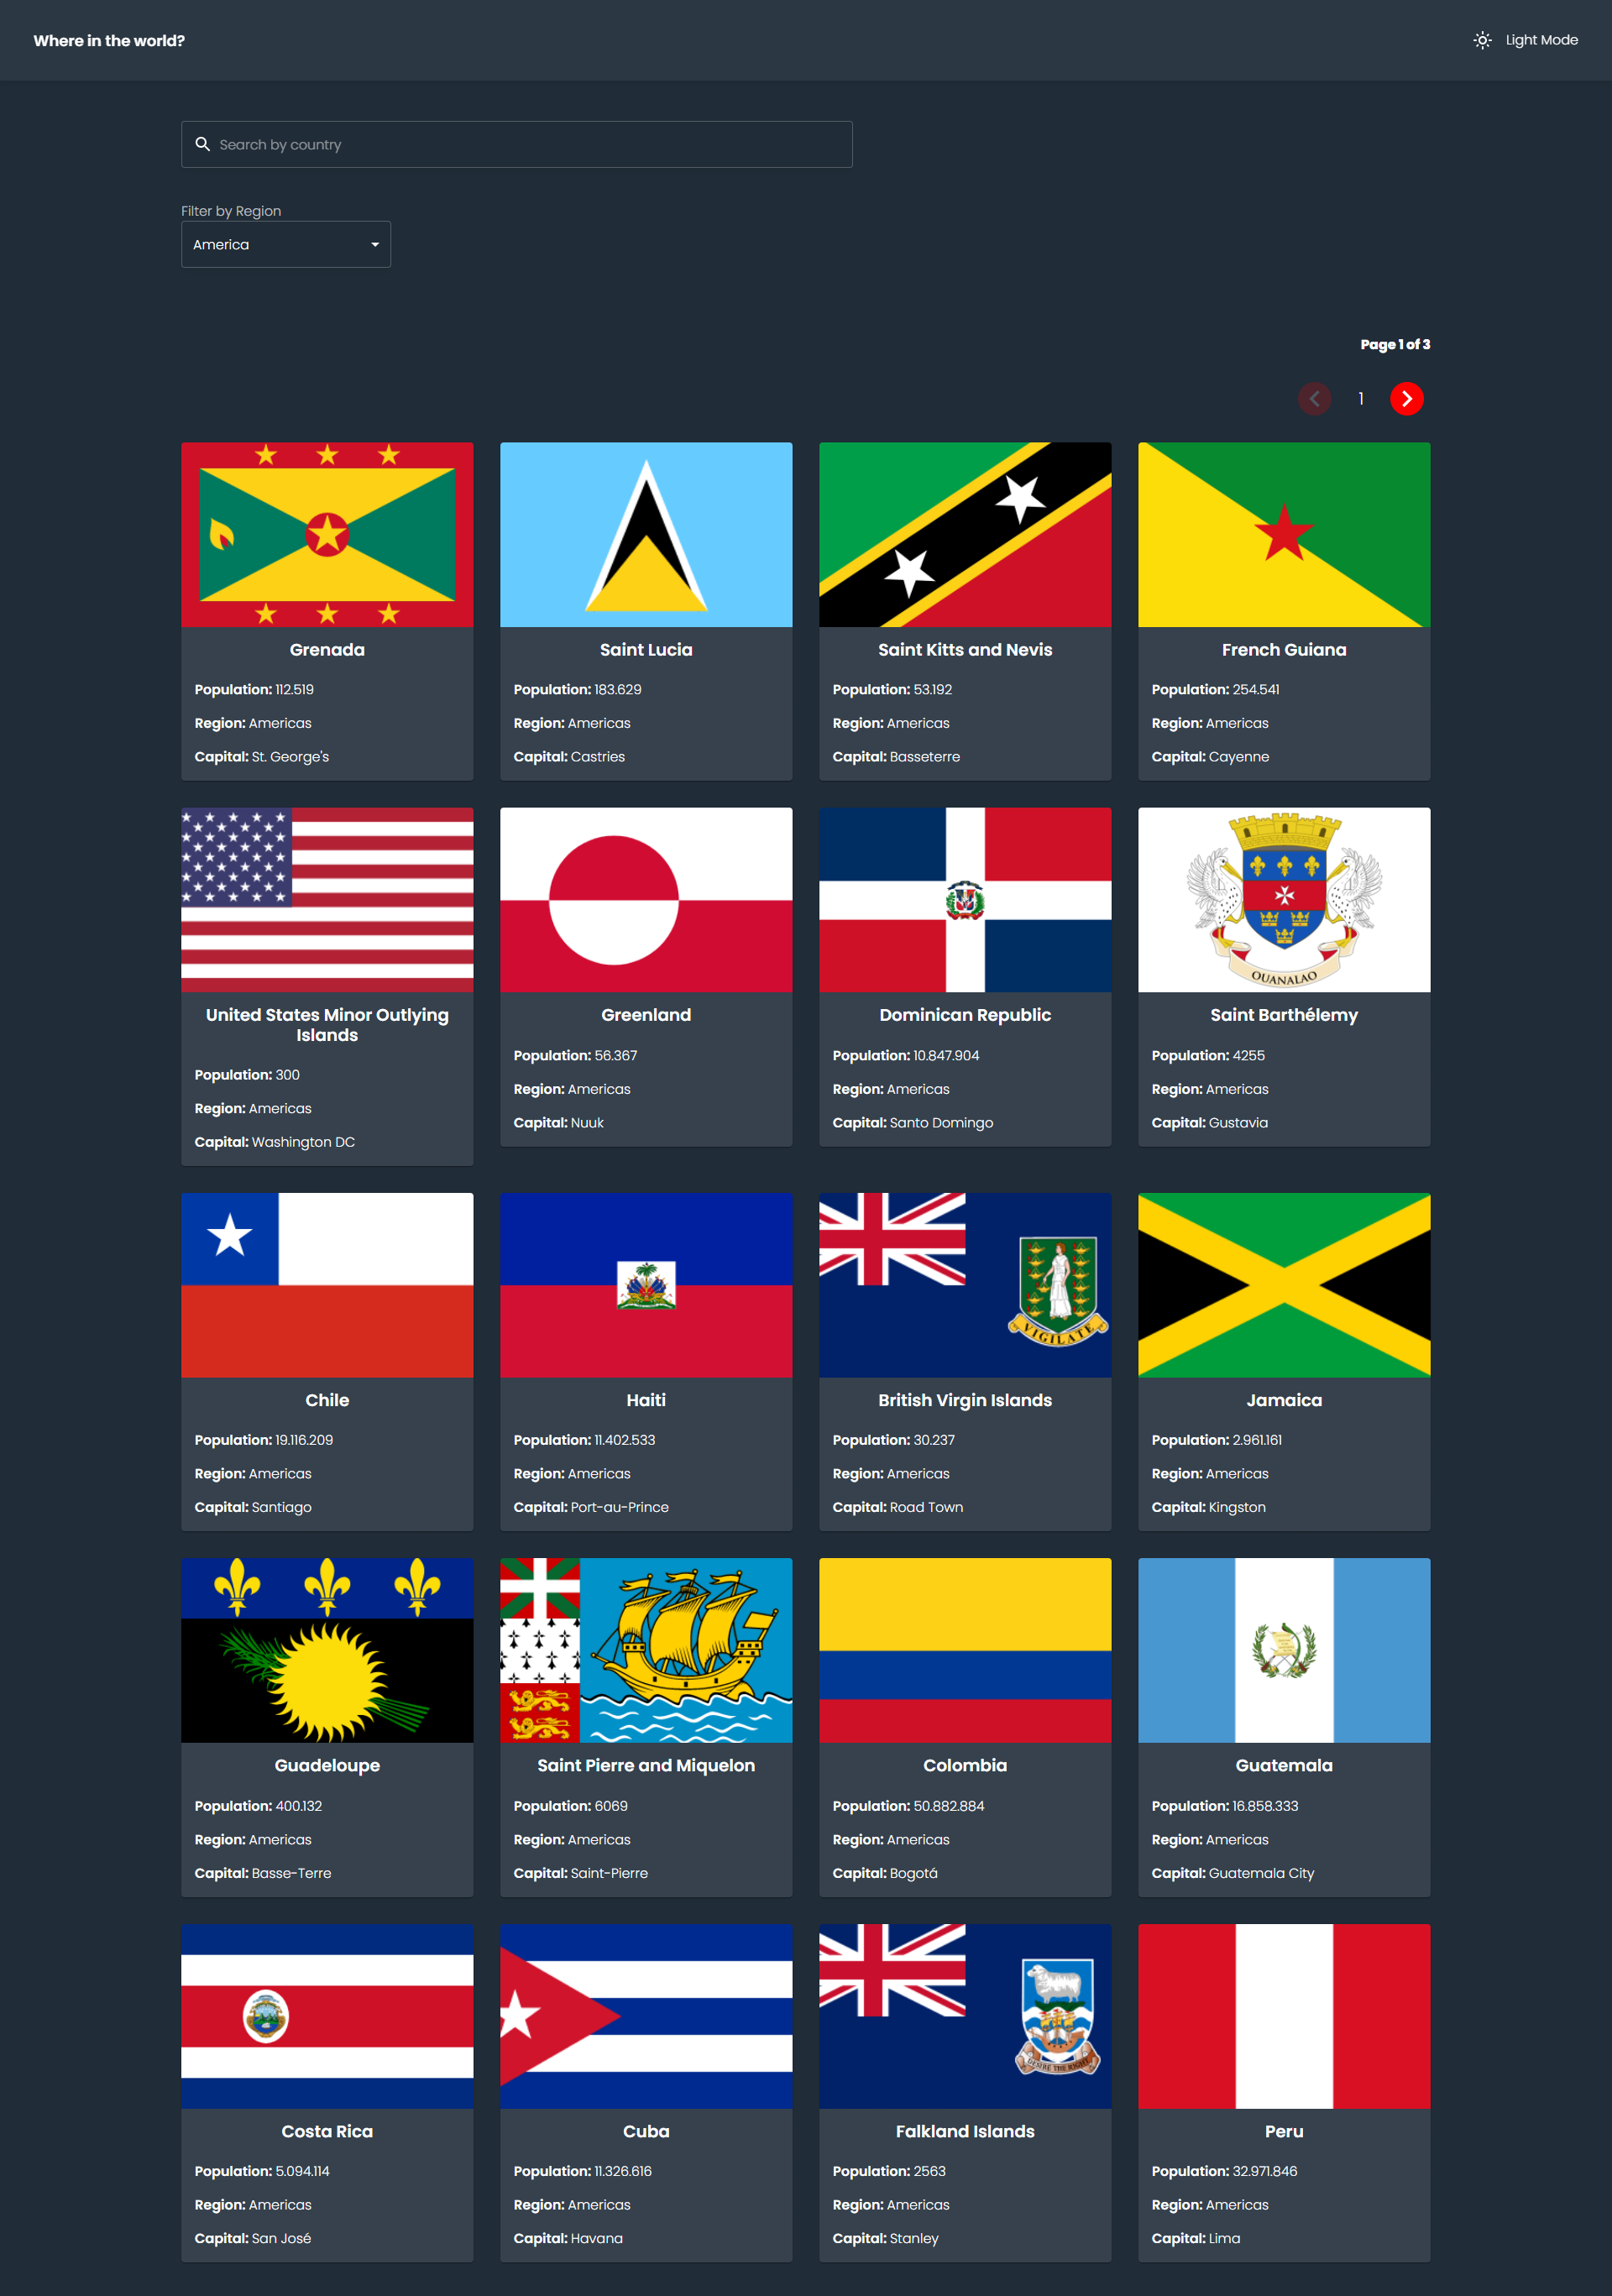 Where in the world?
Light Mode
Search by country
Filter by Region
America
Page 1 of 3
1
Grenada
Population: 112.519
Region: Americas
Capital: St. George's
Saint Lucia
Population: 183.629
Region: Americas
Capital: Castries
Saint Kitts and Nevis
Population: 53.192
Region: Americas
Capital: Basseterre
French Guiana
Population: 254.541
Region: Americas
Capital: Cayenne
United States Minor Outlying
Islands
Population: 300
Region: Americas
Capital: Washington DC
Greenland
Population: 56.367
Region: Americas
Capital: Nuuk
Dominican Republic
Population: 10.847.904
Region: Americas
Capital: Santo Domingo
OUANALAO
Saint Barthélemy
Population: 4255
Region: Americas
Capital: Gustavia
Chile
Population: 19.116.209
Region: Americas
Capital: Santiago
Haiti
Population: 11.402.533
Region: Americas
Capital: Port-au-Prince
VIGILATE
British Virgin Islands
Population: 30.237
Region: Americas
Capital: Road Town
Jamaica
Population: 2.961.161
Region: Americas
Capital: Kingston
Guadeloupe
Population: 400.132
Region: Americas
Capital: Basse-Terre
Saint Pierre and Miquelon
Population: 6069
Region: Americas
Capital: Saint-Pierre
Colombia
Population: 50.882.884
Region: Americas
Capital: Bogotá
Guatemala
Population: 16.858.333
Region: Americas
Capital: Guatemala City
Costa Rica
Population: 5.094.114
Region: Americas
Capital: San José
Cuba
Population: 11.326.616
Region: Americas
Capital: Havana
DESIRE THE RIGHT
Falkland Islands
Population: 2563
Region: Americas
Capital: Stanley
Peru
Population: 32.971.846
Region: Americas
Capital: Lima